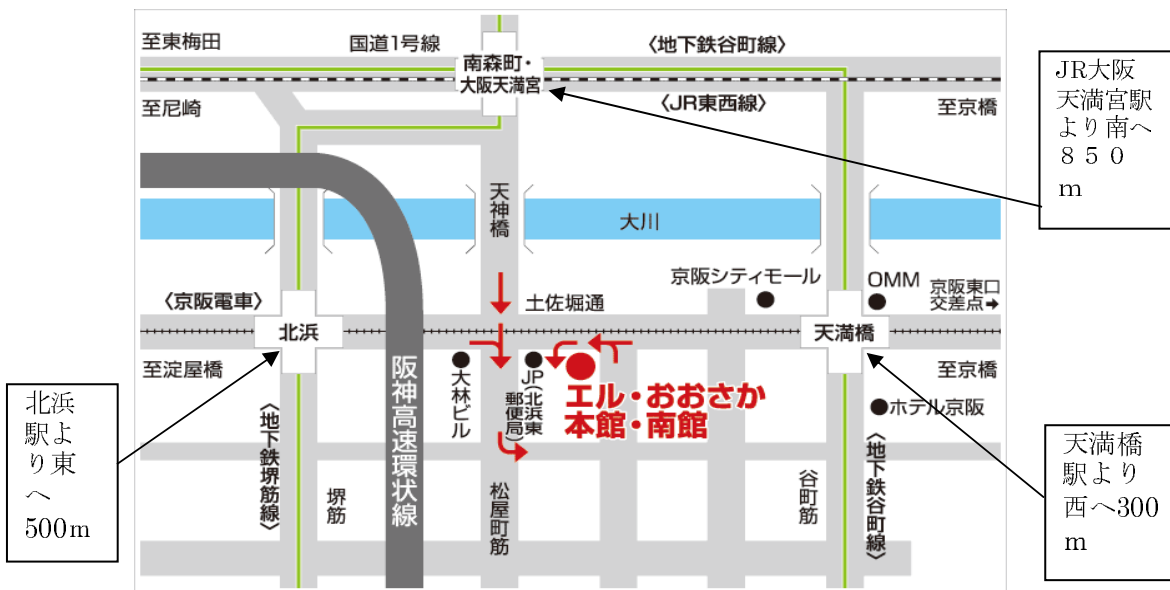 至東梅田
国道1号線
〈地下鉄谷町線〉
南森町・
大阪天満宮
至尼崎
〈JR東西線〉
至京橋
JR大阪
天満宮駅
より南へ
８５０
ｍ
天神橋
大川
京阪シティモール
OMM
京阪東口
交差点➡
〈京阪電車〉
土佐堀通
北浜
天満橋
至淀屋橋
大林ビル
JP(北浜東
郵便局)
エル・おおさか
本館・南館
至京橋
ホテル京阪
阪神高速環状線
〈地下鉄堺筋線〉
堺筋
松屋町筋
谷町筋
〈地下鉄谷町線〉
北浜
駅よ
り東
へ
500m
天満橋
駅より
西へ300
m